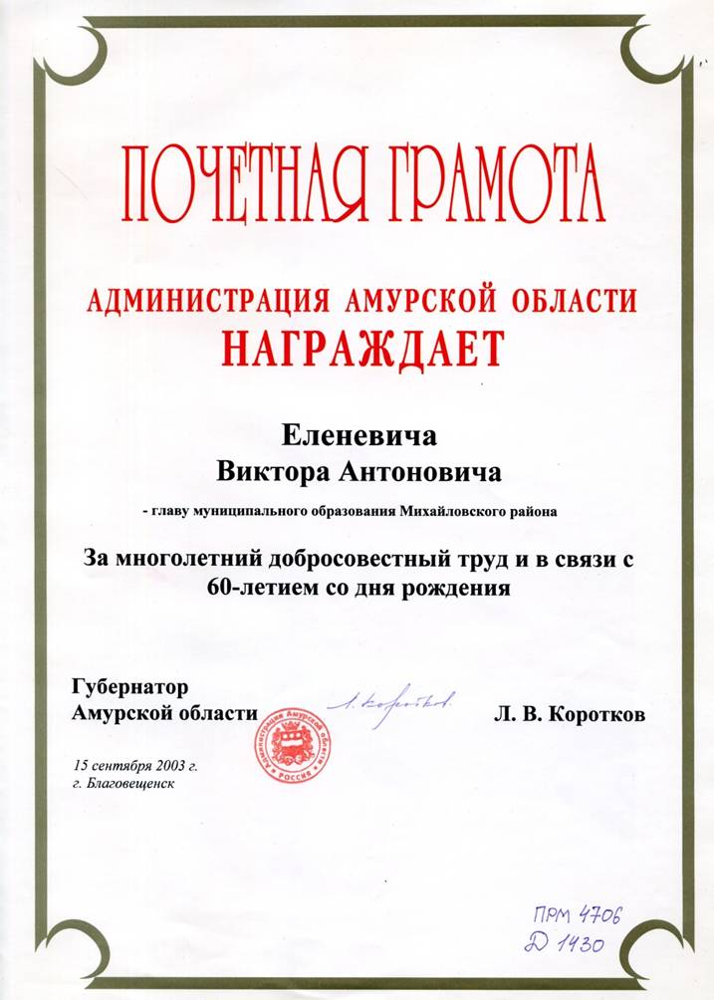 ПОЧЕТНАЯ ГРАМОТА
АДМИНИСТРАЦИЯ АМУРСКОЙ ОБЛАСТИ
НАГРАЖДАЕТ
Еленевича
Виктора Антоновича
- главу муниципального образования Михайловского района
За многолетний добросовестный труд и в связи с
60-летием со дня рождения
Губернатор
Амурской области
Л. Коротков.
Л. В. Коротков
Администрация Амурской области
РОССИЯ
15 сентября 2003 г.
г. Благовещенск
ПРМ 4706
Д 1430